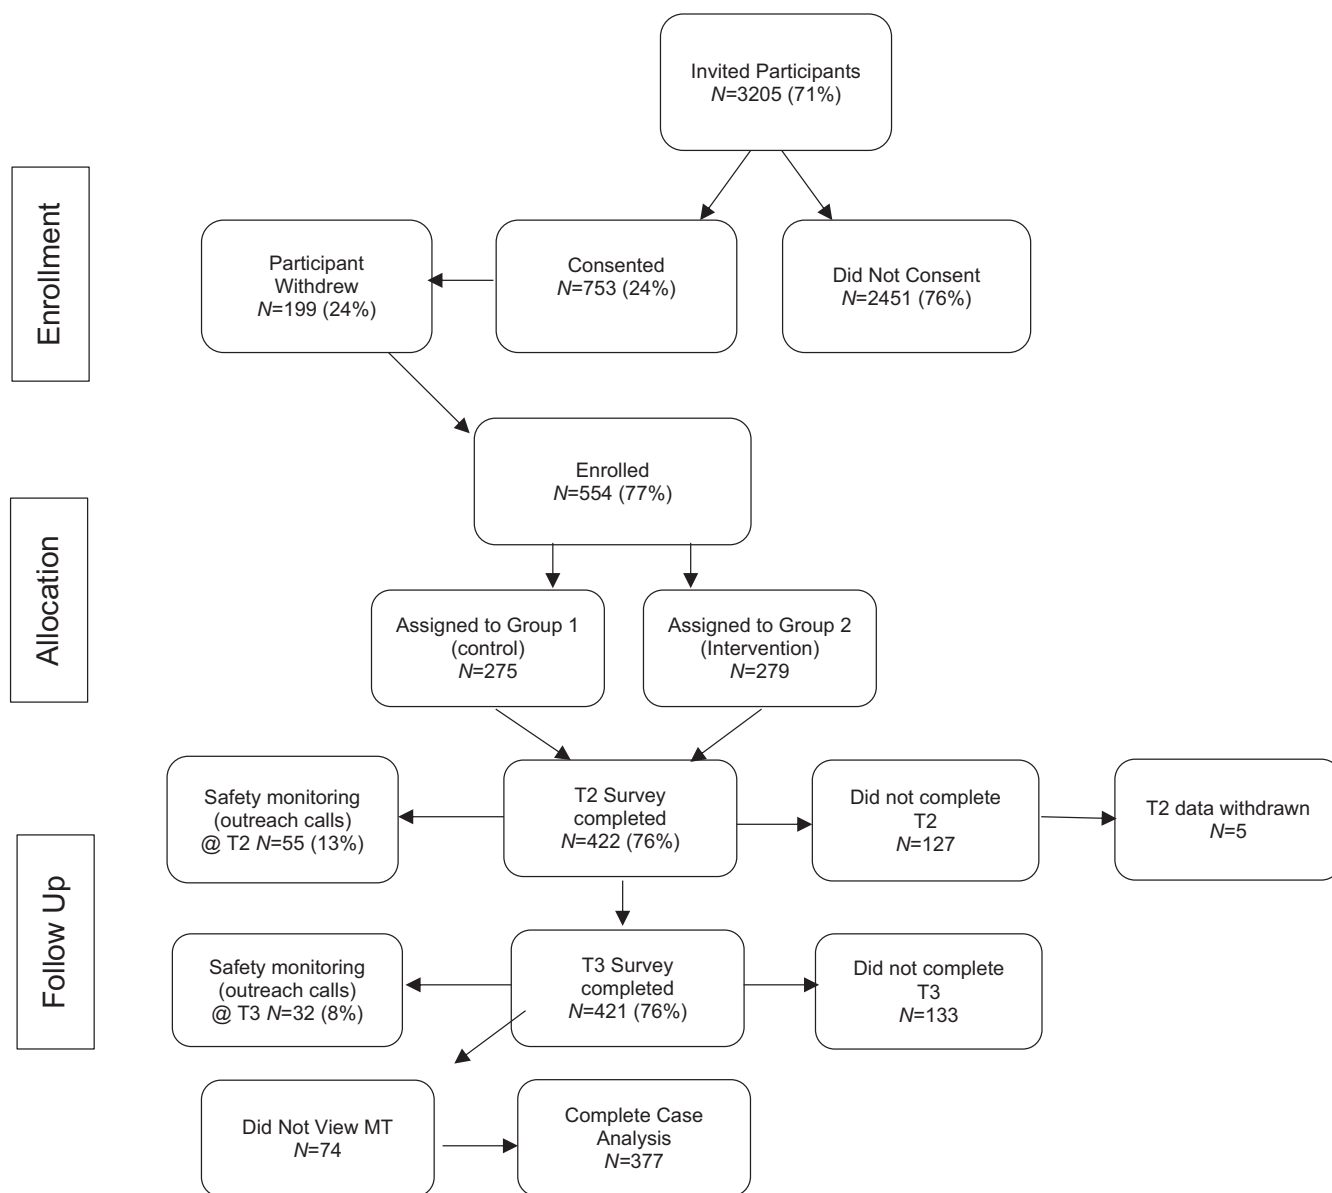 Invited Participants
N=3205 (71%)
Enrollment
Participant
Withdrew
N=199 (24%)
Consented
N=753 (24%)
Did Not Consent
N=2451 (76%)
Enrolled
N=554 (77%)
Allocation
Assigned to Group 1
(control)
N=275
Assigned to Group 2
(Intervention)
N=279
Follow Up
Safety monitoring
(outreach calls)
@ T2 N=55 (13%)
T2 Survey
completed
N=422 (76%)
Did not complete
T2
N=127
T2 data withdrawn
N=5
Safety monitoring
(outreach calls)
@ T3 N=32 (8%)
T3 Survey
completed
N=421 (76%)
Did not complete
T3
N=133
Did Not View MT
N=74
Complete Case
Analysis
N=377